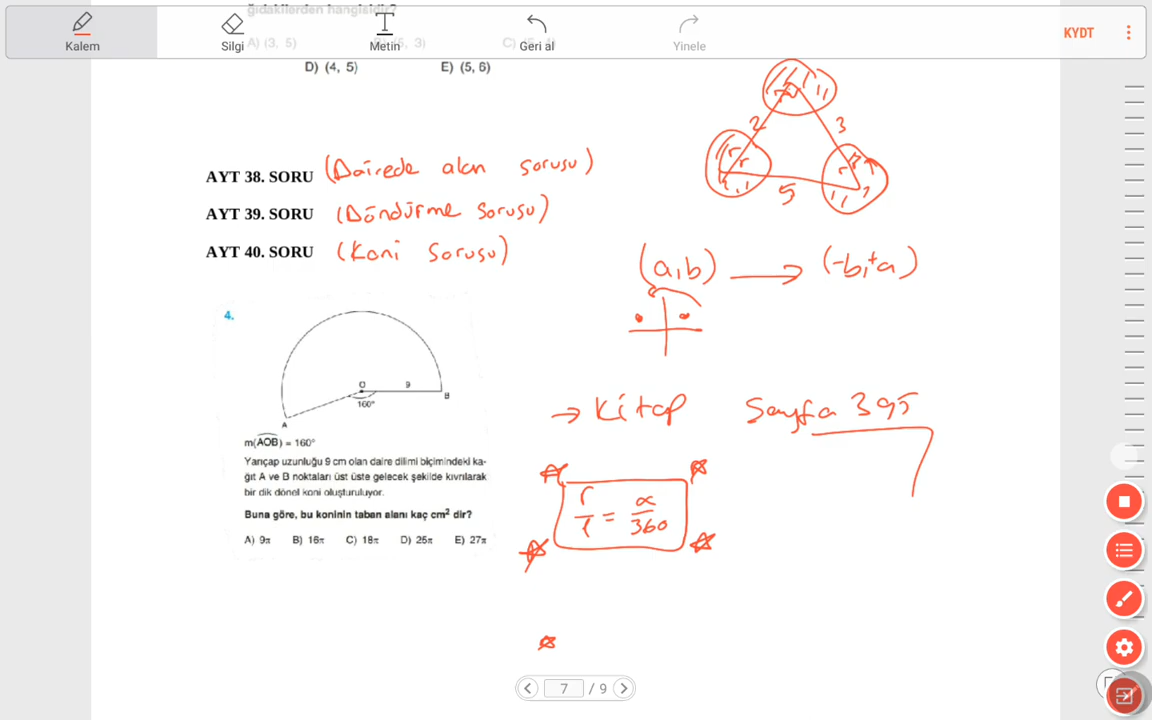 ğıdakilerden hangisidir?
Kalem
Silgi
Metin
Geri al
Yinele
KYDT
A) (3, 5)
D) (4, 5) E) (5, 6)
2 3
5
AYT 38. SORU (Dairede alan sorusu)
AYT 39. SORU (Döndürme sorusu)
AYT 40. SORU (Koni sorusu)
(a,b) → (-b,+a)
4.
O 9
B
160°
A
→ Kitap Sayfa 395
m(AOB) = 160°
Yarıçap uzunluğu 9 cm olan daire dilimi biçimindeki ka-
ğıt A ve B noktaları üst üste gelecek şekilde kıvrılarak
bir dik dönel koni oluşturuluyor.
r/l = α/360
Buna göre, bu koninin taban alanı kaç cm² dir?
A) 9π B) 16π C) 18π D) 25π E) 27π
7 / 9